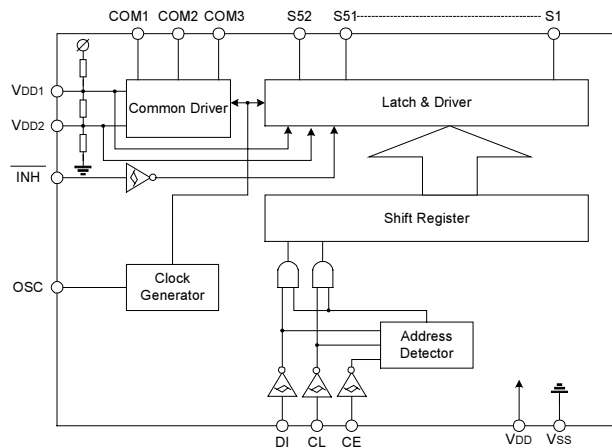 COM1 COM2 COM3 S52 S51 S1
VDD1
Common Driver
Latch & Driver
VDD2
INH
Shift Register
OSC
Clock
Generator
Address
Detector
DI CL CE VDD VSS